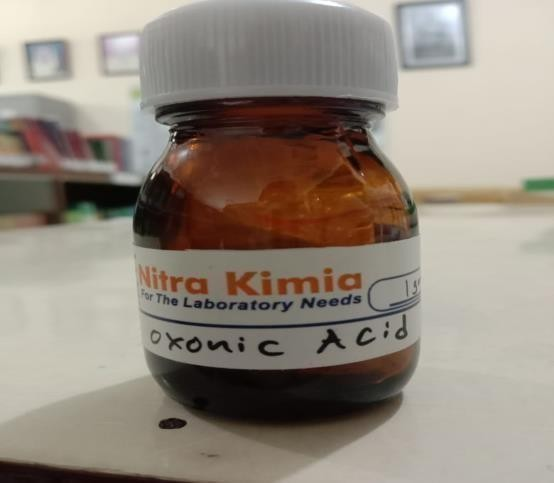 Nitra Kimia
For The Laboratory Needs
oxonic Acid